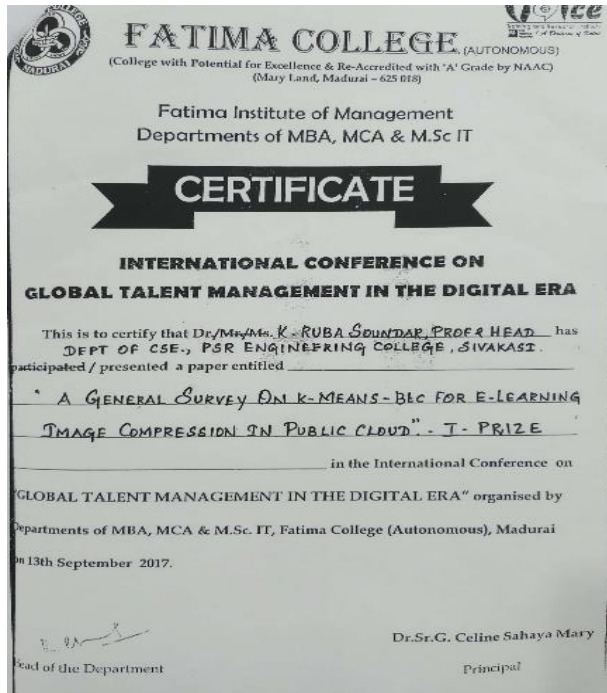 COLLEGE
MADURAI
Voice
FATIMA COLLEGE (AUTONOMOUS)
(College with Potential for Excellence & Re-Accredited with 'A' Grade by NAAC)
(Mary Land, Madurai – 625 018)
Fatima Institute of Management
Departments of MBA, MCA & M.Sc IT
CERTIFICATE
INTERNATIONAL CONFERENCE ON
GLOBAL TALENT MANAGEMENT IN THE DIGITAL ERA
This is to certify that Dr./Mr./Ms. K. RUBA SOUNDAR, PROF & HEAD has
DEPT OF CSE., PSR ENGINEERING COLLEGE, SIVAKASI.
participated / presented a paper entitled
" A GENERAL SURVEY ON K-MEANS-BLC FOR E-LEARNING
IMAGE COMPRESSION IN PUBLIC CLOUD". - I - PRIZE
in the International Conference on
"GLOBAL TALENT MANAGEMENT IN THE DIGITAL ERA" organised by
Departments of MBA, MCA & M.Sc. IT, Fatima College (Autonomous), Madurai
on 13th September 2017.
Dr.Sr.G. Celine Sahaya Mary
Head of the Department
Principal